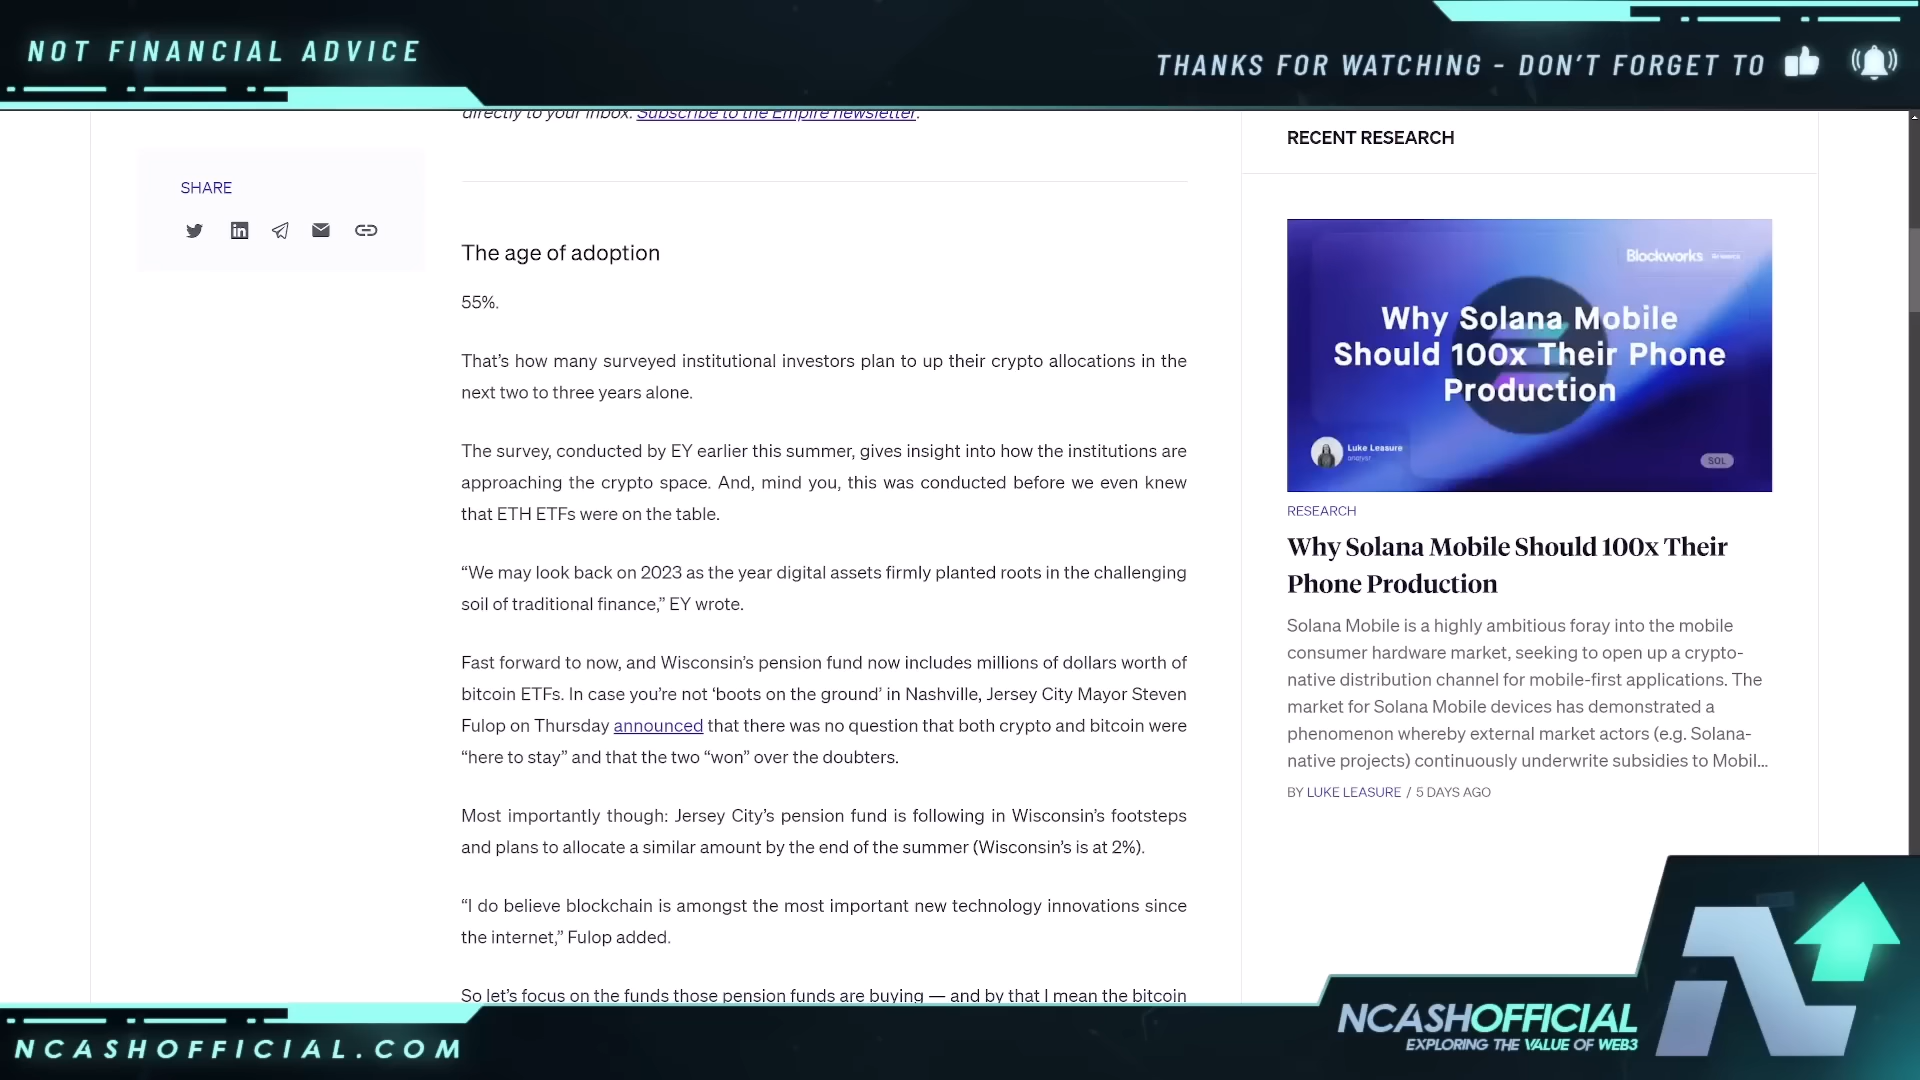 NOT FINANCIAL ADVICE
THANKS FOR WATCHING - DON'T FORGET TO
directly to your inbox. Subscribe to the Empire newsletter.
SHARE
The age of adoption
55%.
That’s how many surveyed institutional investors plan to up their crypto allocations in the
next two to three years alone.
The survey, conducted by EY earlier this summer, gives insight into how the institutions are
approaching the crypto space. And, mind you, this was conducted before we even knew
that ETH ETFs were on the table.
“We may look back on 2023 as the year digital assets firmly planted roots in the challenging
soil of traditional finance,” EY wrote.
Fast forward to now, and Wisconsin’s pension fund now includes millions of dollars worth of
bitcoin ETFs. In case you’re not ‘boots on the ground’ in Nashville, Jersey City Mayor Steven
Fulop on Thursday announced that there was no question that both crypto and bitcoin were
“here to stay” and that the two “won” over the doubters.
Most importantly though: Jersey City’s pension fund is following in Wisconsin’s footsteps
and plans to allocate a similar amount by the end of the summer (Wisconsin’s is at 2%).
“I do believe blockchain is amongst the most important new technology innovations since
the internet,” Fulop added.
So let’s focus on the funds those pension funds are buying — and by that I mean the bitcoin
RECENT RESEARCH
Blockworks Research
Why Solana Mobile
Should 100x Their Phone
Production
Luke Leasure
analyst
SOL
RESEARCH
Why Solana Mobile Should 100x Their
Phone Production
Solana Mobile is a highly ambitious foray into the mobile
consumer hardware market, seeking to open up a crypto-
native distribution channel for mobile-first applications. The
market for Solana Mobile devices has demonstrated a
phenomenon whereby external market actors (e.g. Solana-
native projects) continuously underwrite subsidies to Mobil...
BY LUKE LEASURE / 5 DAYS AGO
NCASHOFFICIAL.COM
NCASHOFFICIAL
EXPLORING THE VALUE OF WEB3